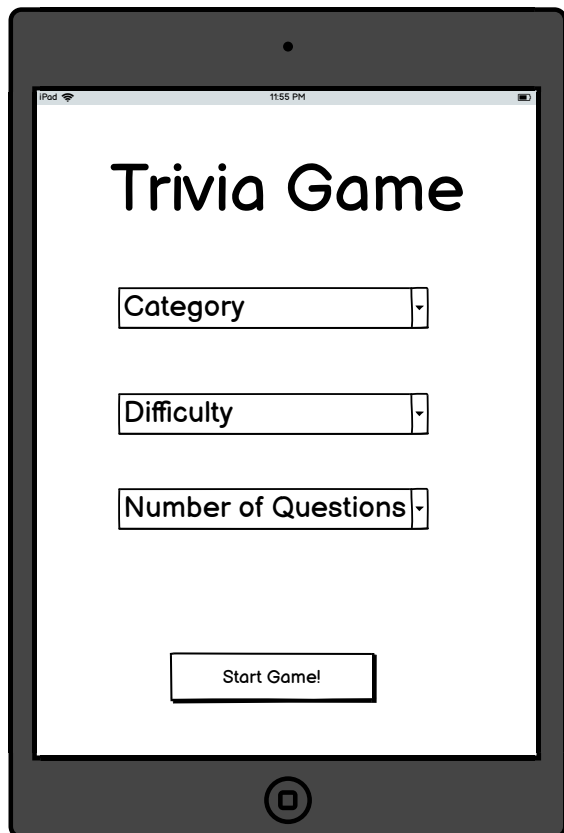 iPad 11:55 PM
Trivia Game
Category
Difficulty
Number of Questions
Start Game!